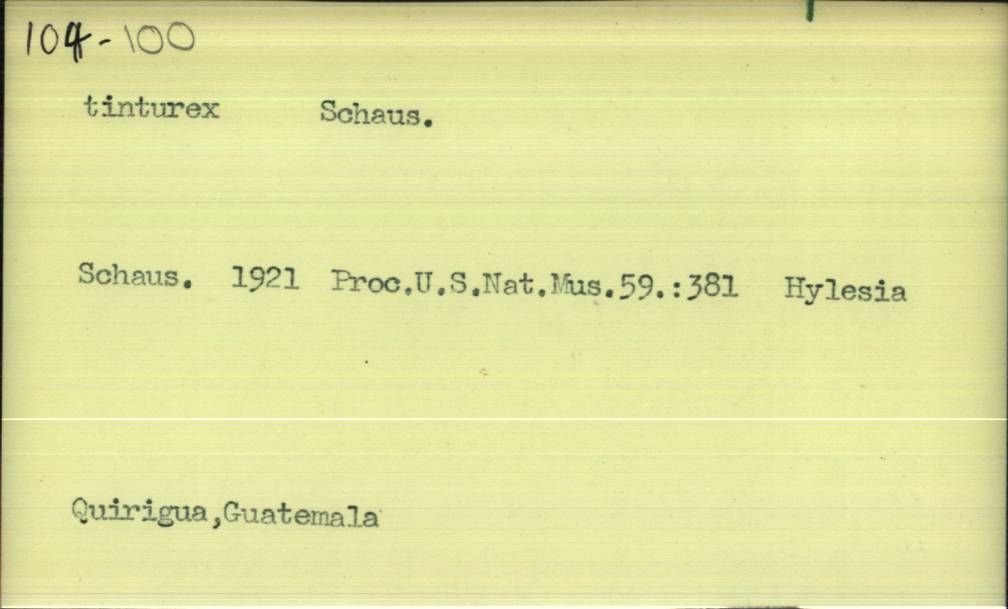 104-100
tinturex Schaus.
Schaus. 1921 Proc.U.S.Nat.Mus.59.:381 Hylesia
Quirigua,Guatemala